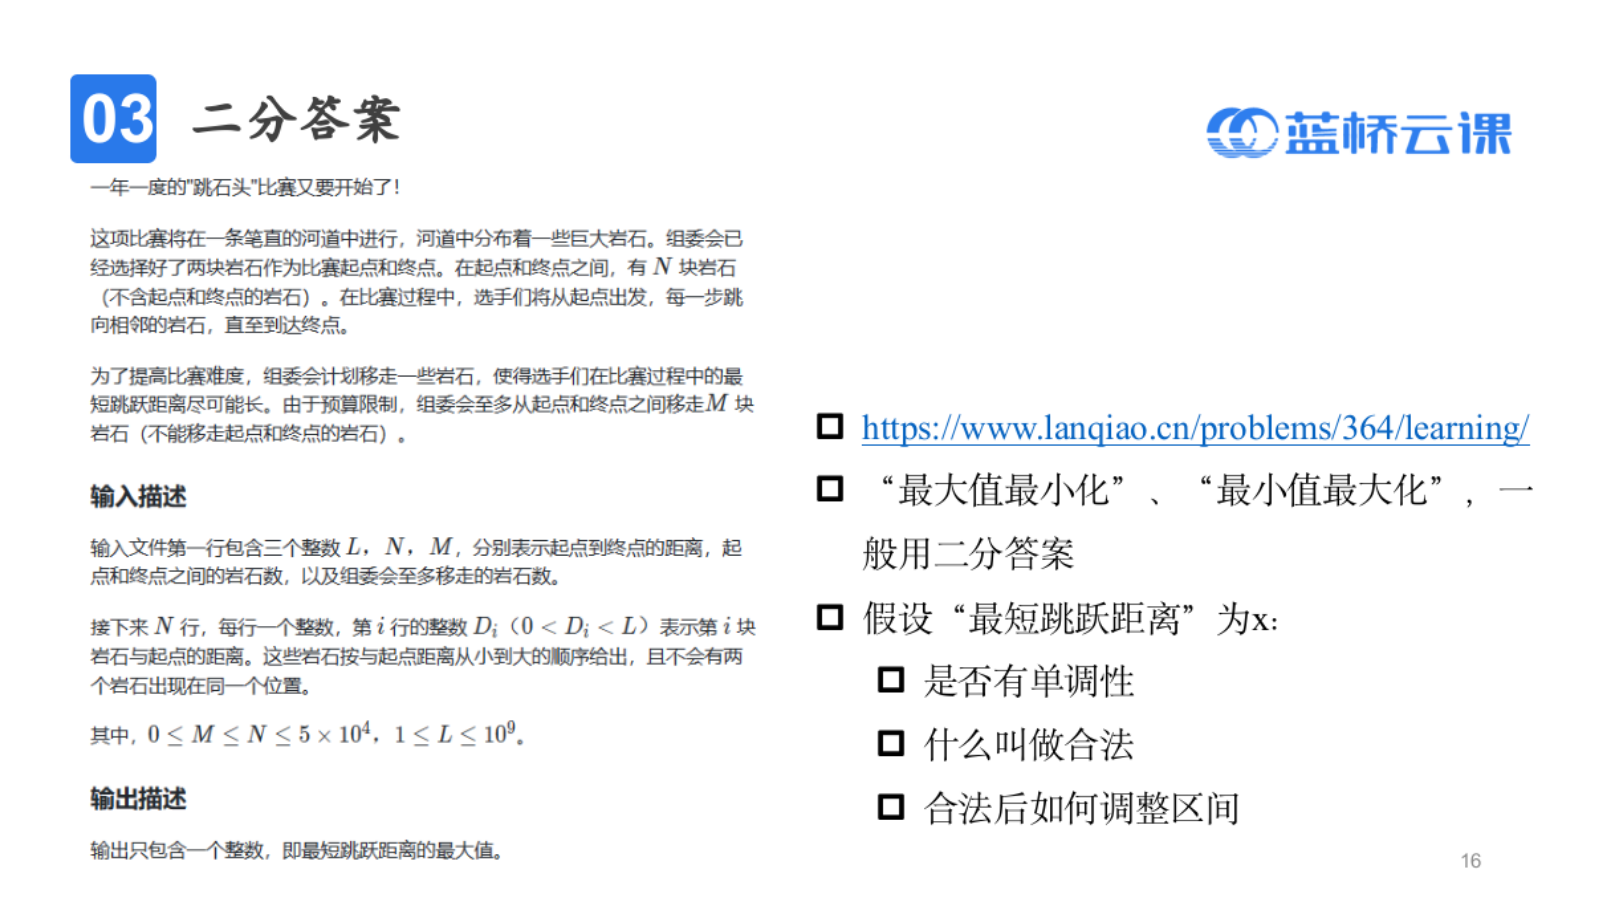 03 二分答案
蓝桥云课
一年一度的"跳石头"比赛又要开始了!
这项比赛将在一条笔直的河道中进行，河道中分布着一些巨大岩石。组委会已
经选择好了两块岩石作为比赛起点和终点。在起点和终点之间，有 N 块岩石
（不含起点和终点的岩石）。在比赛过程中，选手们将从起点出发，每一步跳
向相邻的岩石，直至到达终点。
为了提高比赛难度，组委会计划移走一些岩石，使得选手们在比赛过程中的最
短跳跃距离尽可能长。由于预算限制，组委会至多从起点和终点之间移走M 块
岩石（不能移走起点和终点的岩石）。
输入描述
输入文件第一行包含三个整数 L，N，M，分别表示起点到终点的距离，起
点和终点之间的岩石数，以及组委会至多移走的岩石数。
接下来 N 行，每行一个整数，第 i 行的整数 Dᵢ（0 < Dᵢ < L）表示第 i 块
岩石与起点的距离。这些岩石按与起点距离从小到大的顺序给出，且不会有两
个岩石出现在同一个位置。
其中，0 ≤ M ≤ N ≤ 5 × 10⁴，1 ≤ L ≤ 10⁹。
输出描述
输出只包含一个整数，即最短跳跃距离的最大值。
https://www.lanqiao.cn/problems/364/learning/
“最大值最小化”、“最小值最大化”，一
般用二分答案
假设“最短跳跃距离”为x:
是否有单调性
什么叫做合法
合法后如何调整区间
16